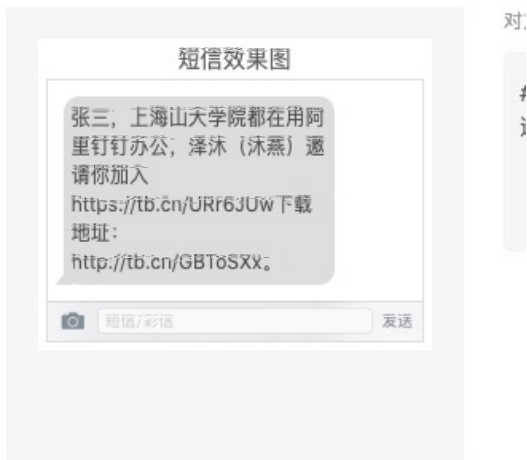 短信效果图
张三，上海山大学院都在用阿
里钉钉办公，泽沐（沐燕）邀
请你加入
https://tb.cn/URr63Uw下载
地址：
http://tb.cn/GBToSXX。
短信/彩信
发送